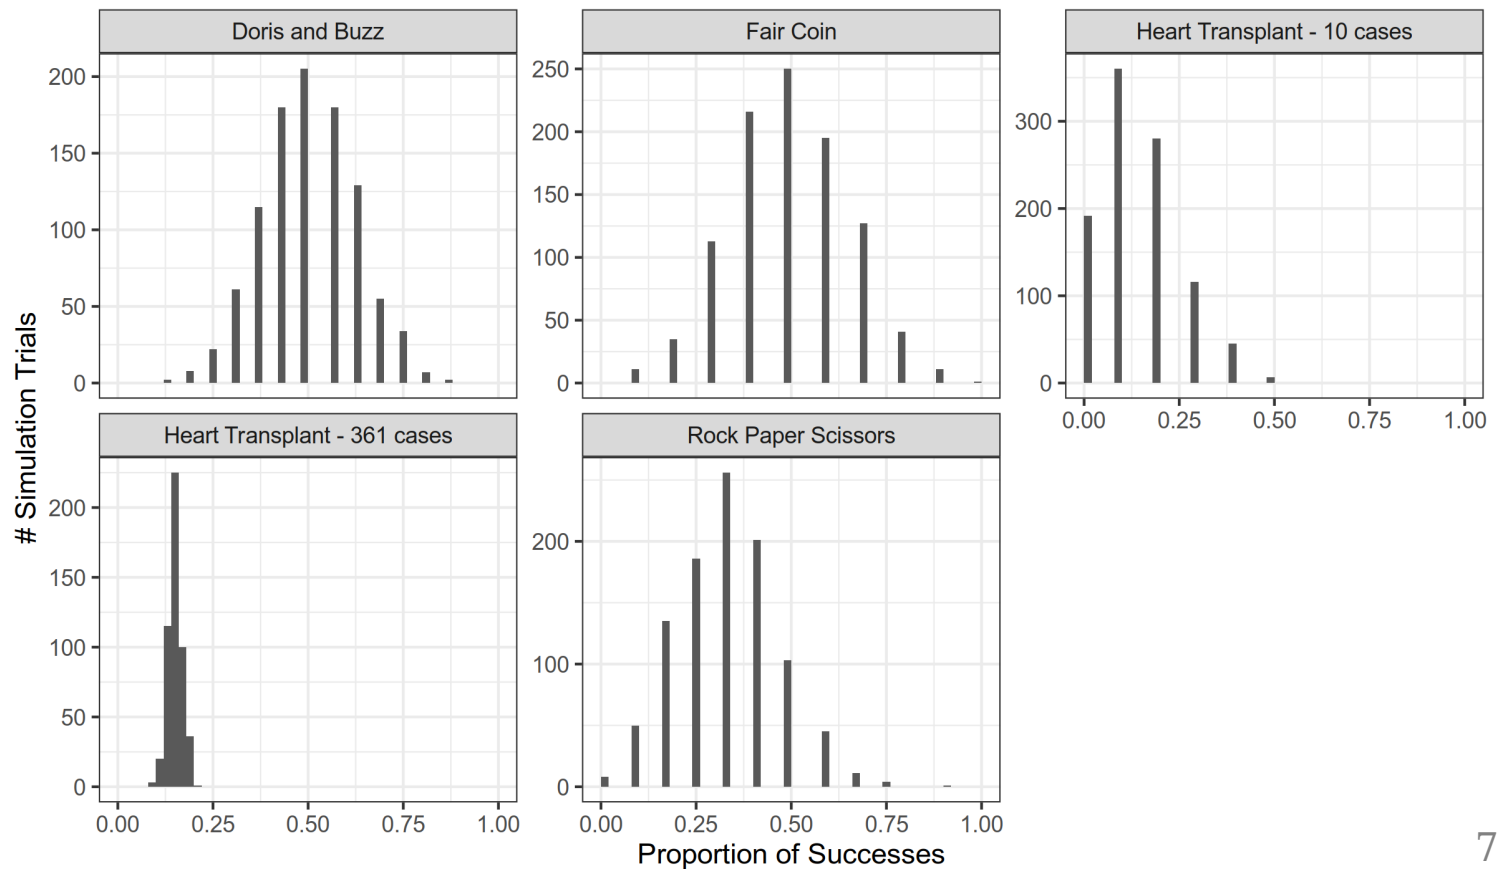 Doris and Buzz
Fair Coin
Heart Transplant - 10 cases
200
150
100
50
0
250
200
150
100
50
0
300
200
100
0
0.00 0.25 0.50 0.75 1.00
# Simulation Trials
Heart Transplant - 361 cases
Rock Paper Scissors
200
150
100
50
0
200
100
0
0.00 0.25 0.50 0.75 1.00
0.00 0.25 0.50 0.75 1.00
Proportion of Successes
7